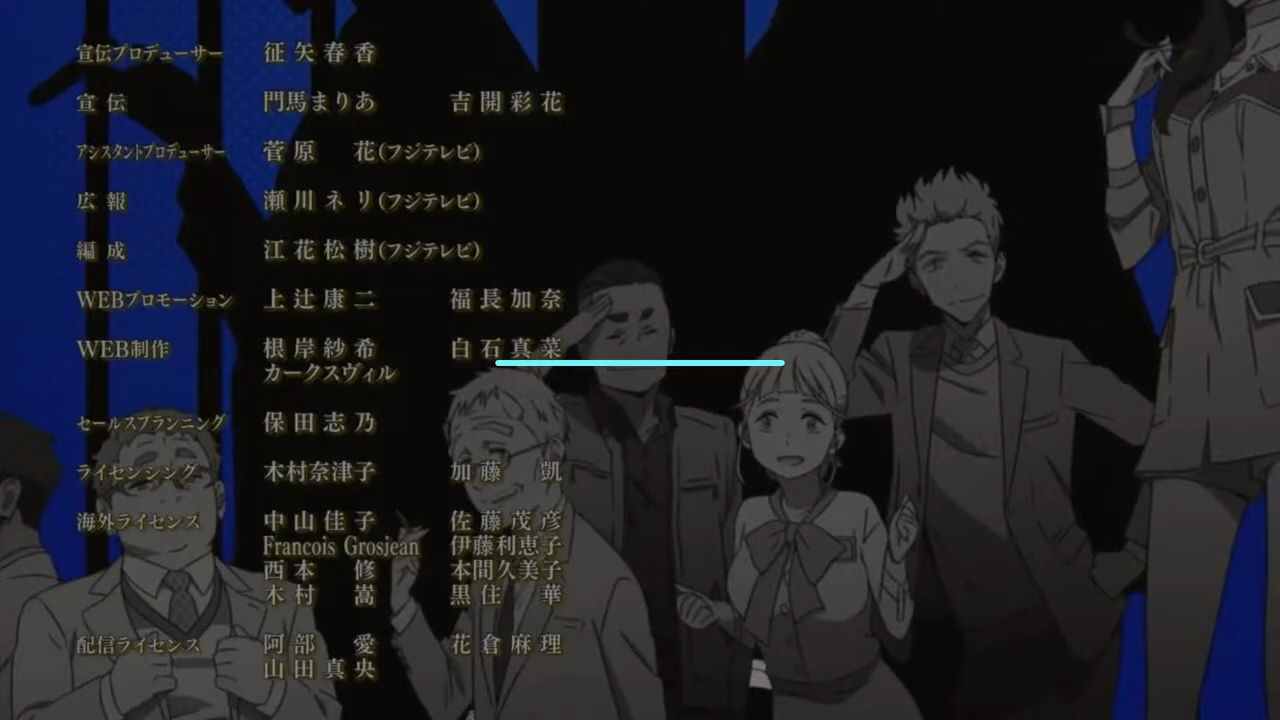 宣伝プロデューサー 征矢春香
宣伝 門馬まりあ 吉開彩花
アシスタントプロデューサー 菅原 花(フジテレビ)
広報 瀬川ネリ(フジテレビ)
編成 江花松樹(フジテレビ)
WEBプロモーション 上辻康二 福長加奈
WEB制作 根岸紗希 白石真菜
カークスヴィル
セールスプランニング 保田志乃
ライセンシング 木村奈津子 加藤 凱
海外ライセンス 中山佳子 佐藤茂彦
Francois Grosjean 伊藤利恵子
西本 修 本間久美子
木村 嵩 黒住 華
配信ライセンス 阿部 愛 花倉麻理
山田真央